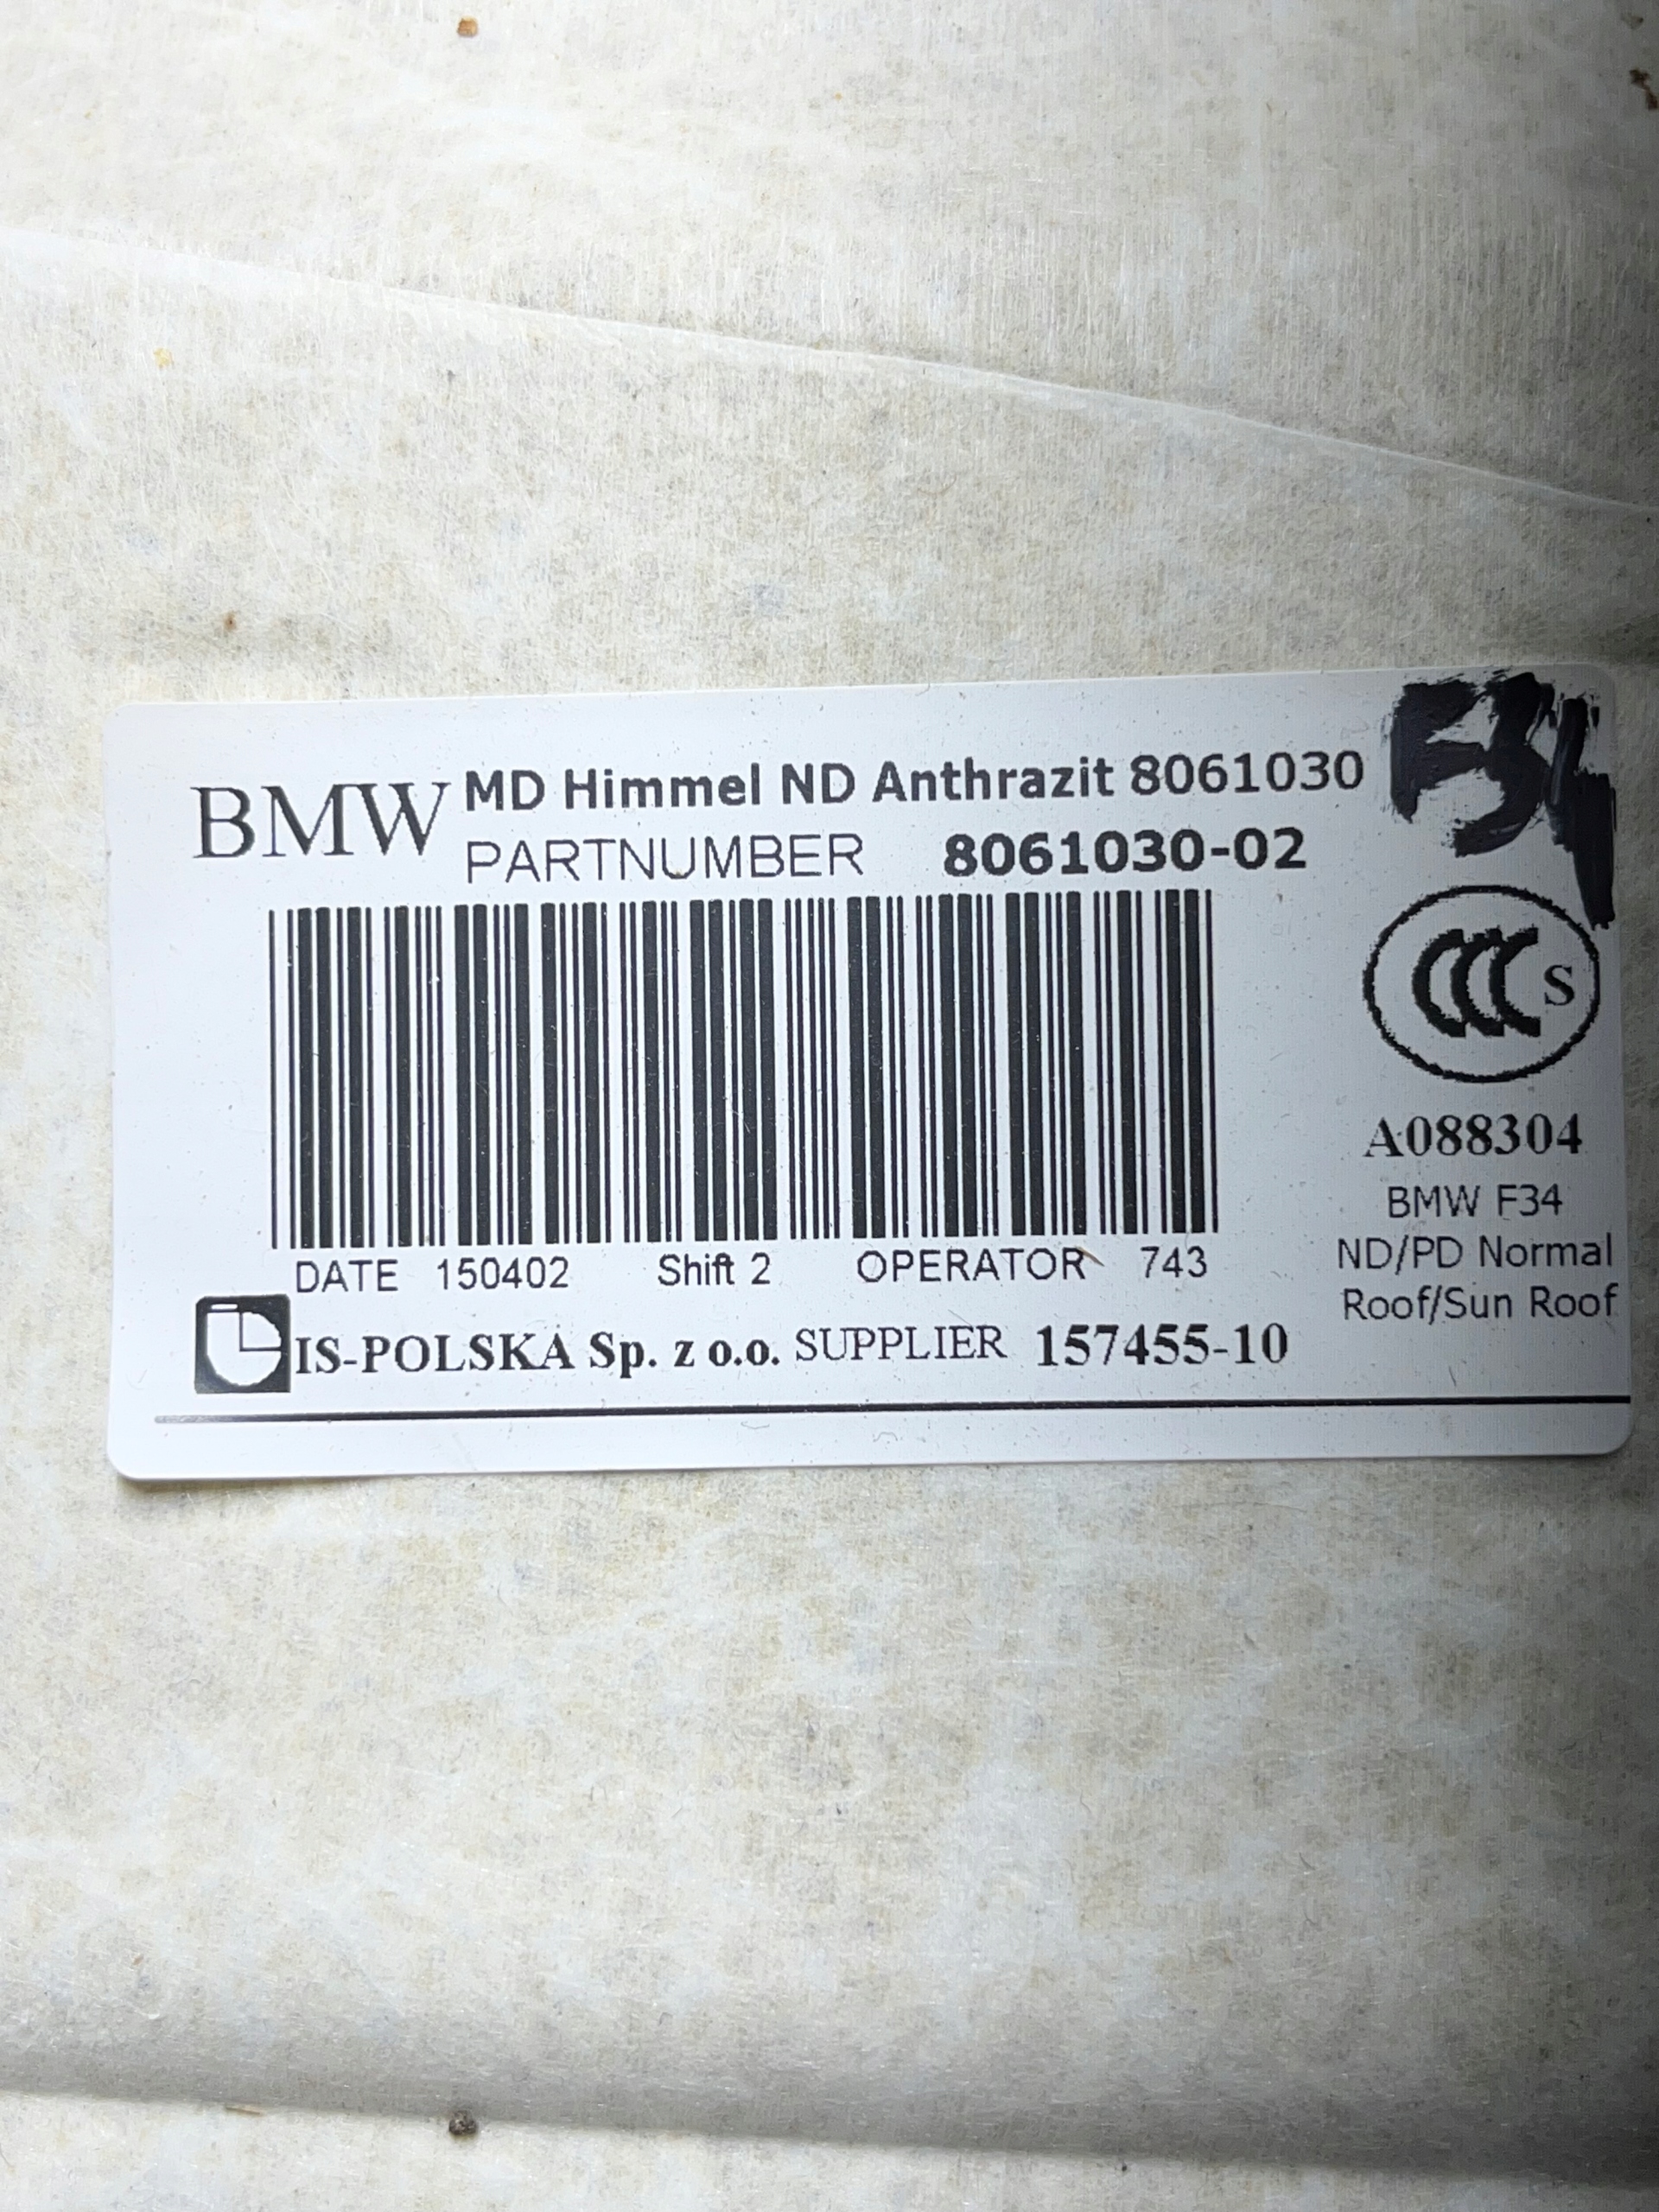 F34
BMW MD Himmel ND Anthrazit 8061030
PARTNUMBER 8061030-02
CCC S
A088304
BMW F34
ND/PD Normal
Roof/Sun Roof
DATE 150402 Shift 2 OPERATOR 743
IS-POLSKA Sp. z o.o. SUPPLIER 157455-10